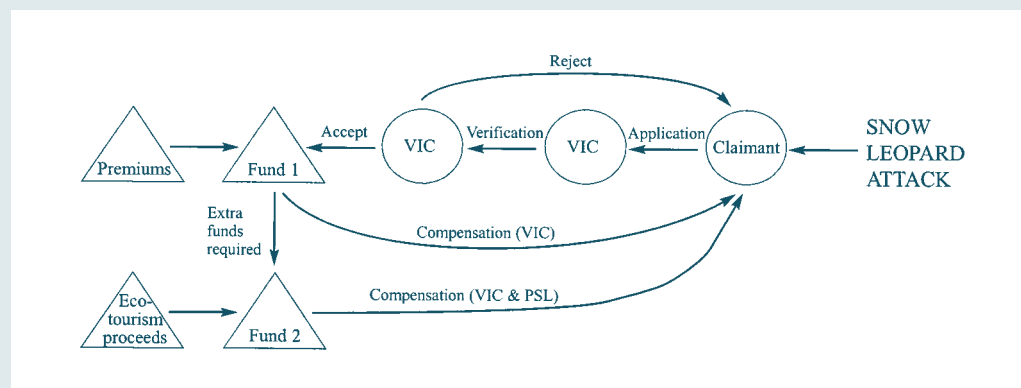 Reject
Accept
Verification
Application
SNOW
LEOPARD
ATTACK
Premiums
Fund 1
VIC
VIC
Claimant
Extra
funds
required
Compensation (VIC)
Eco-
tourism
proceeds
Fund 2
Compensation (VIC & PSL)